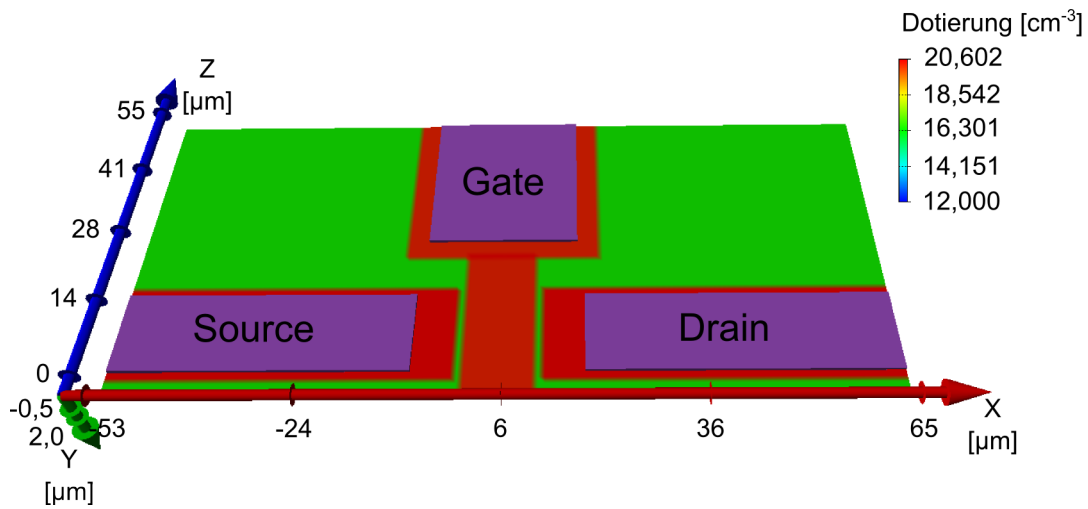 Dotierung [cm-3]
20,602
18,542
16,301
14,151
12,000
Z
[µm]
55
41
28
14
0
-0,5
2,0
Y
[µm]
Gate
Source
Drain
-53
-24
6
36
65
X
[µm]